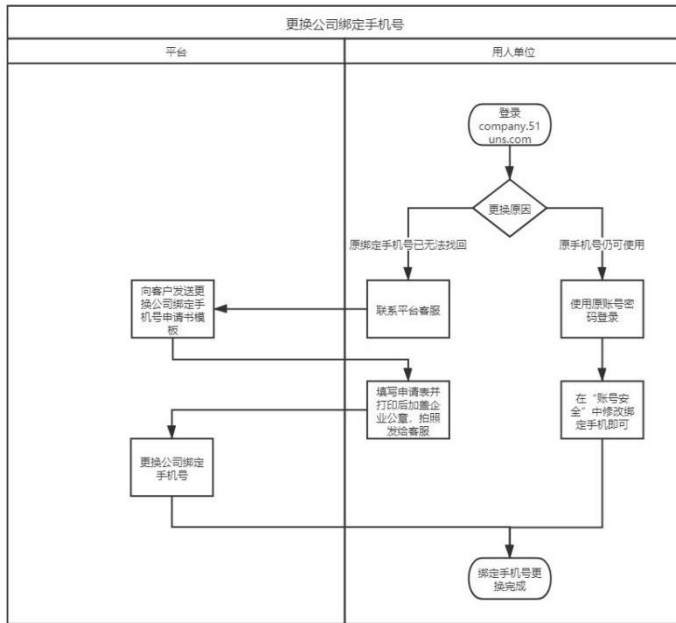 更换公司绑定手机号
平台
用人单位
登录
company.51
uns.com
更换原因
原绑定手机号已无法找回
原手机号仍可使用
向客户发送更
换公司绑定手
机号申请书模
板
联系平台客服
使用原账号密
码登录
填写申请表并
打印后加盖企
业公章，拍照
发给客服
在“账号安
全”中修改绑
定手机即可
更换公司绑定
手机号
绑定手机号更
换完成